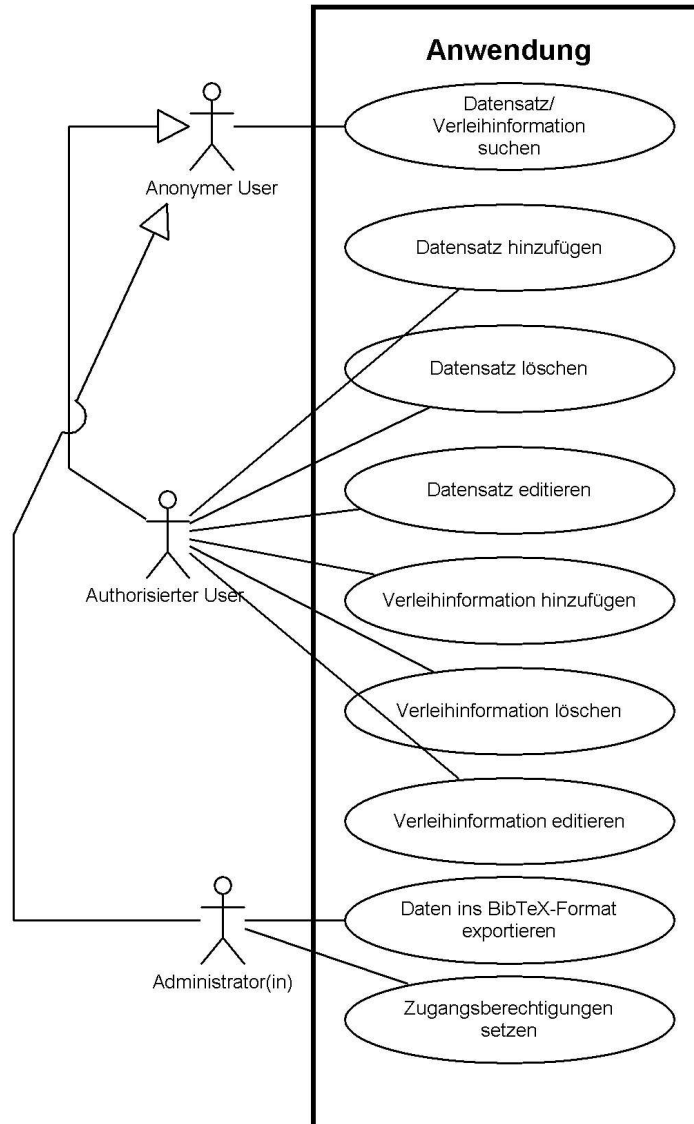 Anwendung
Datensatz/
Verleihinformation
suchen
Anonymer User
Datensatz hinzufügen
Datensatz löschen
Datensatz editieren
Authorisierter User
Verleihinformation hinzufügen
Verleihinformation löschen
Verleihinformation editieren
Daten ins BibTeX-Format
exportieren
Administrator(in)
Zugangsberechtigungen
setzen